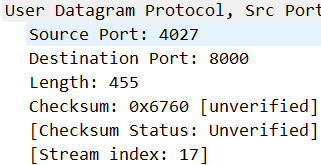 User Datagram Protocol, Src Port
Source Port: 4027
Destination Port: 8000
Length: 455
Checksum: 0x6760 [unverified]
[Checksum Status: Unverified]
[Stream index: 17]